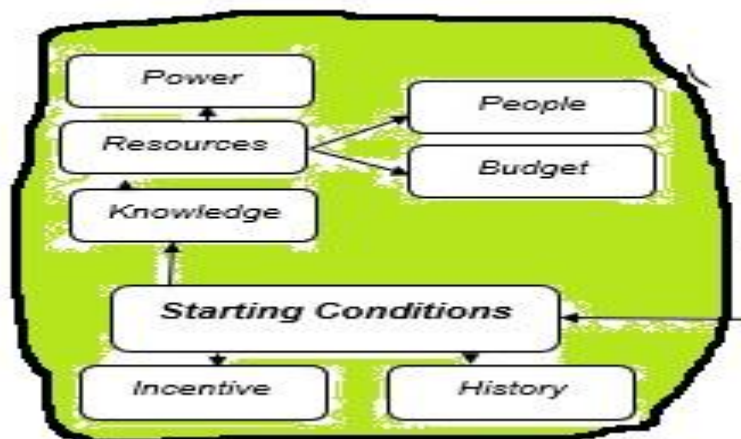 Power
People
Resources
Budget
Knowledge
Starting Conditions
Incentive
History